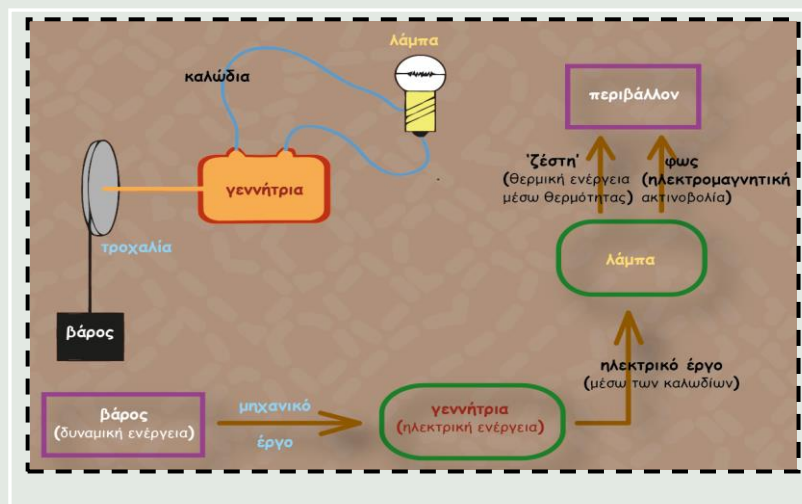 λάμπα
καλώδια
γεννήτρια
τροχαλία
βάρος
περιβάλλον
'ζέστη'
(θερμική ενέργεια
μέσω θερμότητας)
φως
(ηλεκτρομαγνητική
ακτινοβολία)
λάμπα
ηλεκτρικό έργο
(μέσω των καλωδίων)
βάρος
(δυναμική ενέργεια)
μηχανικό
έργο
γεννήτρια
(ηλεκτρική ενέργεια)